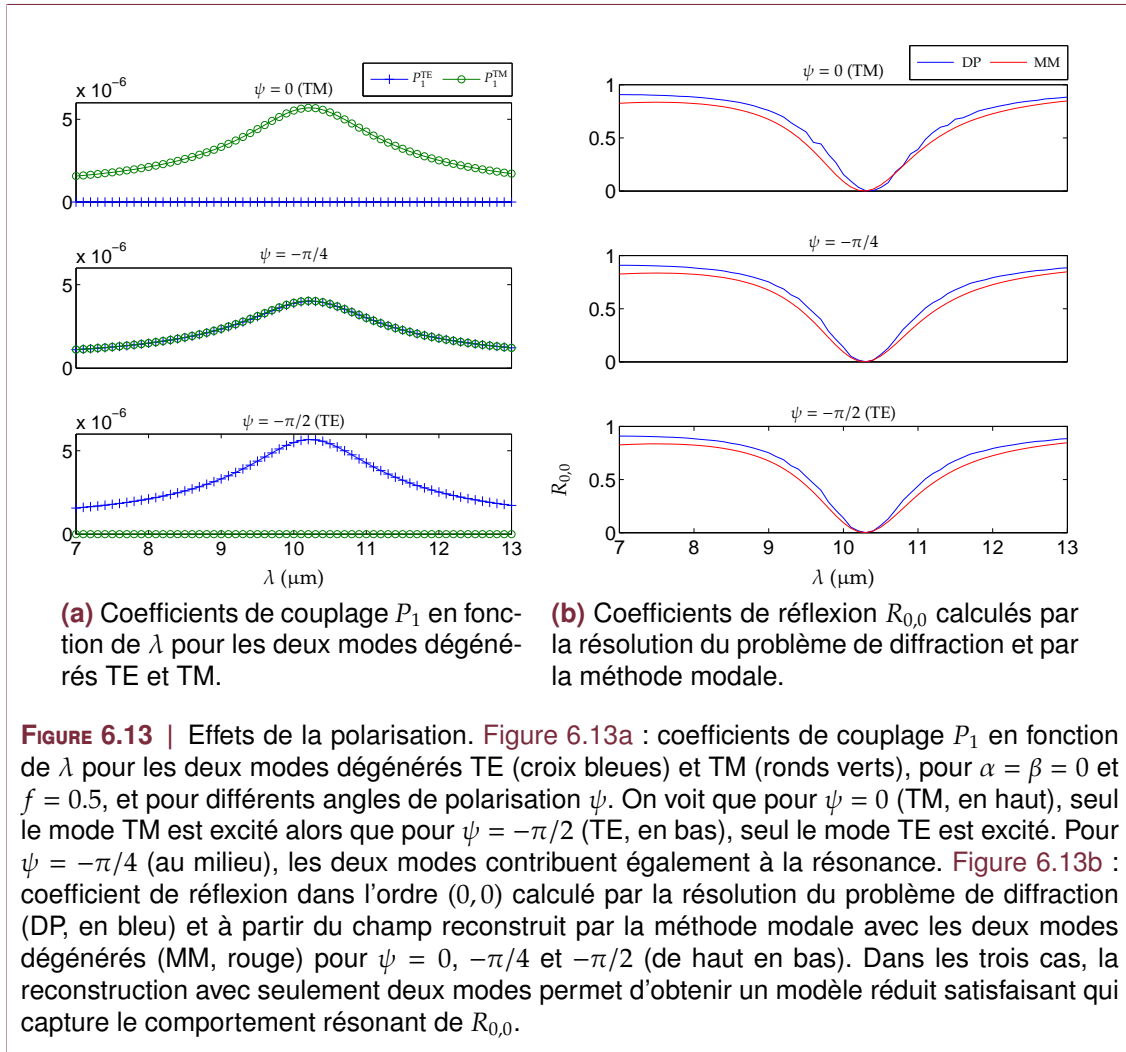 x 10⁻⁶
ψ = 0 (TM)
P₁ᵀᴱ P₁ᵀᴹ
5
0
x 10⁻⁶
ψ = −π/4
5
0
x 10⁻⁶
ψ = −π/2 (TE)
5
0
7 8 9 10 11 12 13
λ (µm)
(a) Coefficients de couplage P₁ en fonc-
tion de λ pour les deux modes dégéné-
rés TE et TM.
ψ = 0 (TM)
DP MM
1
0.5
0
ψ = −π/4
1
0.5
0
ψ = −π/2 (TE)
1
0.5
0
R₀,₀
7 8 9 10 11 12 13
λ (µm)
(b) Coefficients de réflexion R₀,₀ calculés par
la résolution du problème de diffraction et par
la méthode modale.
FIGURE 6.13 | Effets de la polarisation. Figure 6.13a : coefficients de couplage P₁ en fonction
de λ pour les deux modes dégénérés TE (croix bleues) et TM (ronds verts), pour α = β = 0 et
f = 0.5, et pour différents angles de polarisation ψ. On voit que pour ψ = 0 (TM, en haut), seul
le mode TM est excité alors que pour ψ = −π/2 (TE, en bas), seul le mode TE est excité. Pour
ψ = −π/4 (au milieu), les deux modes contribuent également à la résonance. Figure 6.13b :
coefficient de réflexion dans l'ordre (0, 0) calculé par la résolution du problème de diffraction
(DP, en bleu) et à partir du champ reconstruit par la méthode modale avec les deux modes
dégénérés (MM, rouge) pour ψ = 0, −π/4 et −π/2 (de haut en bas). Dans les trois cas, la
reconstruction avec seulement deux modes permet d'obtenir un modèle réduit satisfaisant qui
capture le comportement résonant de R₀,₀.